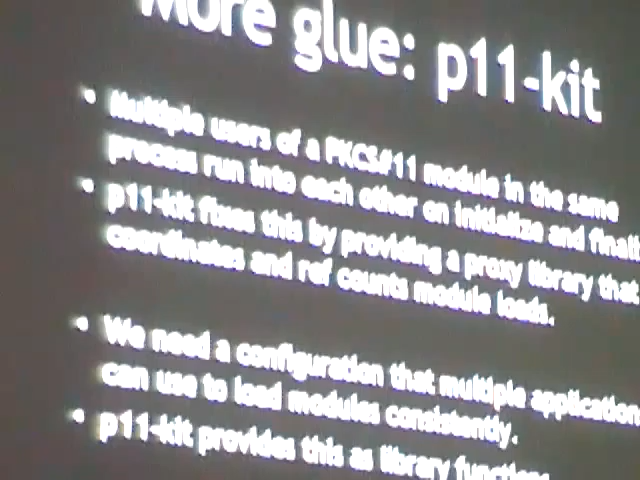 More glue: p11-kit
• Multiple users of a PKCS#11 module in the same
process run into each other on initialize and finali
• p11-kit fixes this by providing a proxy library that
coordinates and ref counts module loads.
• We need a configuration that multiple application
can use to load modules consistently.
• p11-kit provides this as library functions